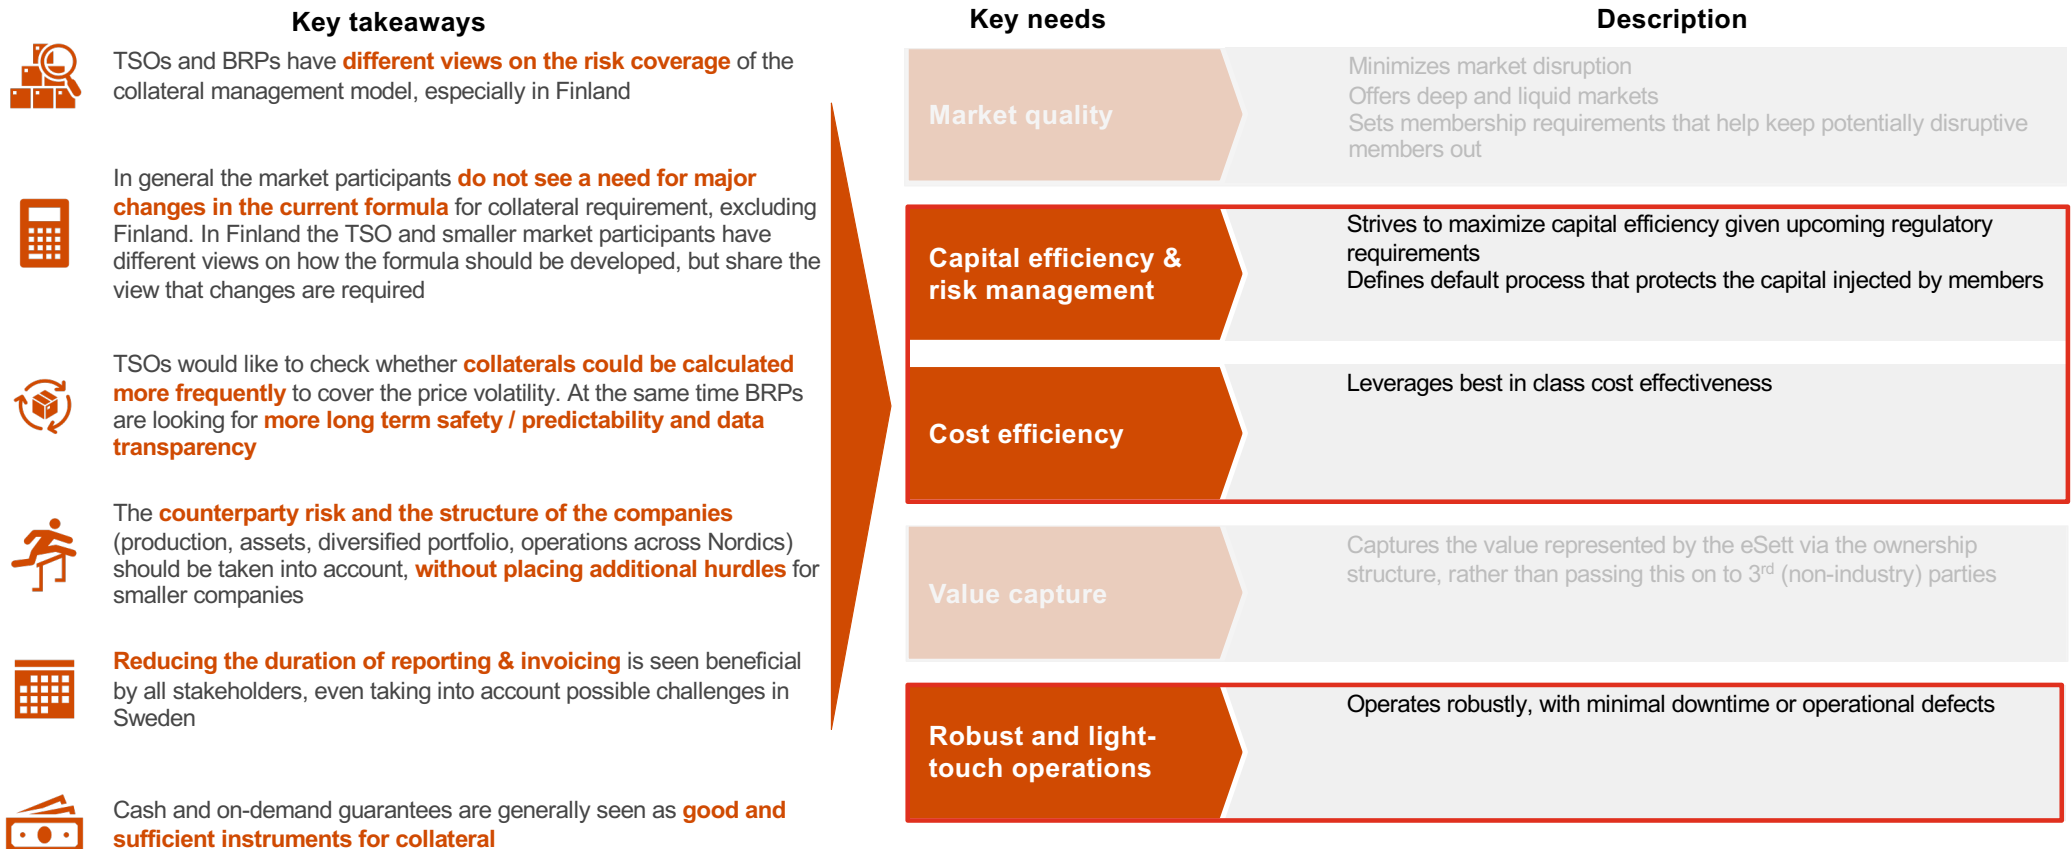 Key takeaways
TSOs and BRPs have different views on the risk coverage of the
collateral management model, especially in Finland
In general the market participants do not see a need for major
changes in the current formula for collateral requirement, excluding
Finland. In Finland the TSO and smaller market participants have
different views on how the formula should be developed, but share the
view that changes are required
TSOs would like to check whether collaterals could be calculated
more frequently to cover the price volatility. At the same time BRPs
are looking for more long term safety / predictability and data
transparency
The counterparty risk and the structure of the companies
(production, assets, diversified portfolio, operations across Nordics)
should be taken into account, without placing additional hurdles for
smaller companies
Reducing the duration of reporting & invoicing is seen beneficial
by all stakeholders, even taking into account possible challenges in
Sweden
Cash and on-demand guarantees are generally seen as good and
sufficient instruments for collateral
Key needs
Description
Market quality
Minimizes market disruption
Offers deep and liquid markets
Sets membership requirements that help keep potentially disruptive
members out
Capital efficiency &
risk management
Strives to maximize capital efficiency given upcoming regulatory
requirements
Defines default process that protects the capital injected by members
Cost efficiency
Leverages best in class cost effectiveness
Value capture
Captures the value represented by the eSett via the ownership
structure, rather than passing this on to 3rd (non-industry) parties
Robust and light-
touch operations
Operates robustly, with minimal downtime or operational defects